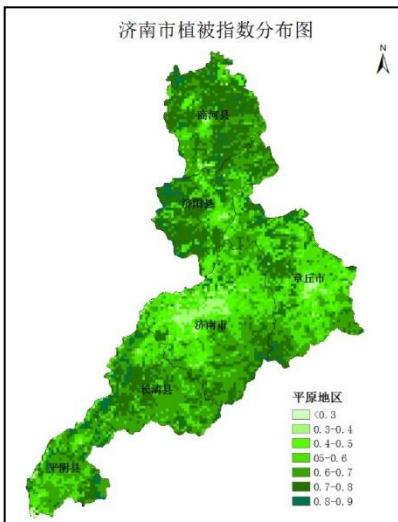 济南市植被指数分布图
N
商河县
济阳县
章丘市
济南市
长清县
平阴县
平原地区
<0.3
0.3-0.4
0.4-0.5
05-0.6
0.6-0.7
0.7-0.8
0.8-0.9